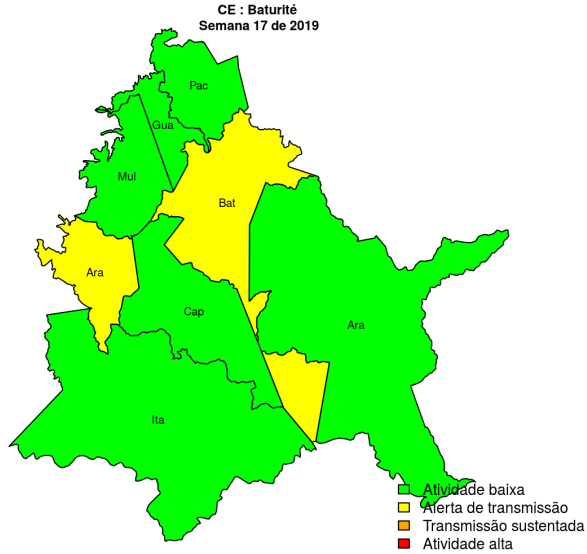 CE : Baturité
Semana 17 de 2019
Pac
Gua
Mul
Bat
Ara
Cap
Ara
Ita
Atividade baixa
Alerta de transmissão
Transmissão sustentada
Atividade alta